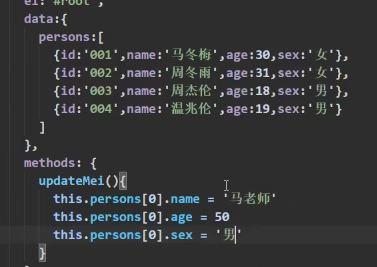 el:'#root',
data:{
persons:[
{id:'001',name:'马冬梅',age:30,sex:'女'},
{id:'002',name:'周冬雨',age:31,sex:'女'},
{id:'003',name:'周杰伦',age:18,sex:'男'},
{id:'004',name:'温兆伦',age:19,sex:'男'}
]
},
methods: {
updateMei(){
this.persons[0].name = '马老师'
this.persons[0].age = 50
this.persons[0].sex = '男'
}